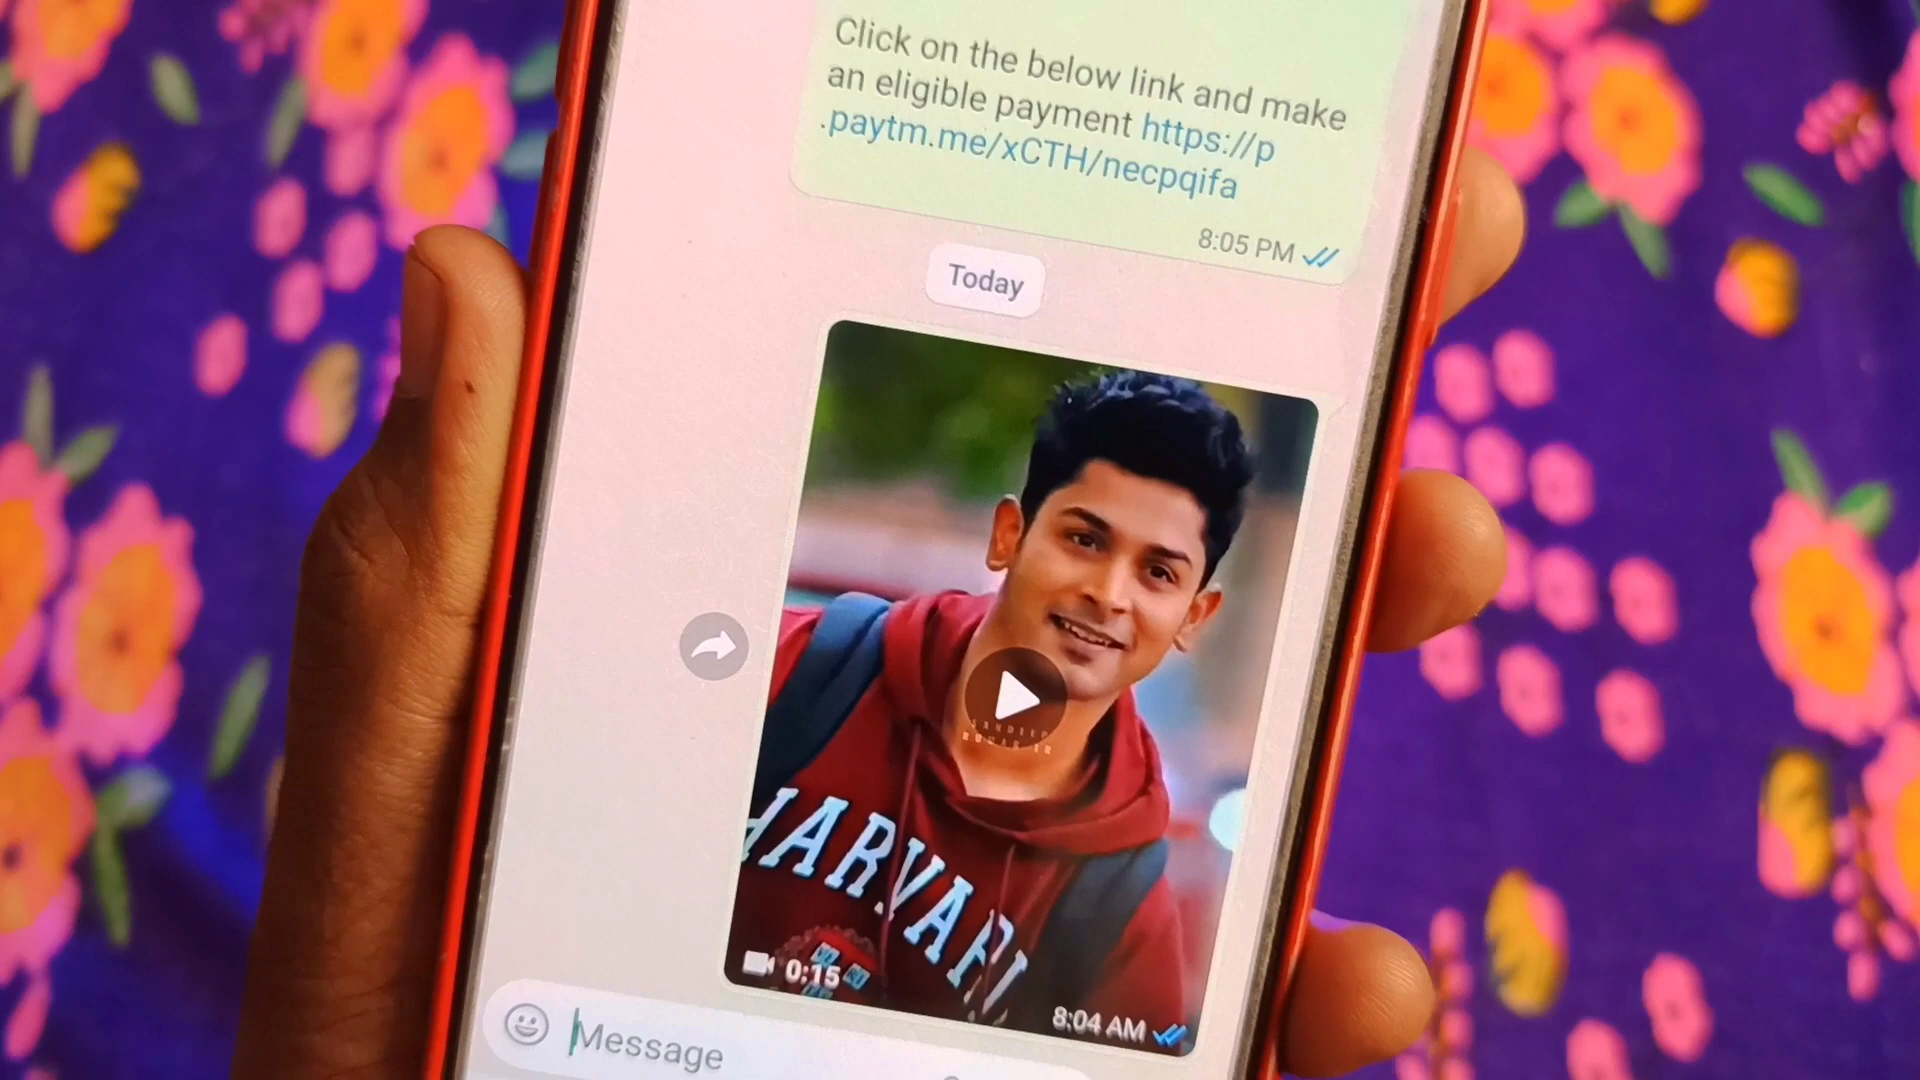 Click on the below link and make
an eligible payment https://p
.paytm.me/xCTH/necpqifa
8:05 PM
Today
HARVARD
0:15
8:04 AM
Message